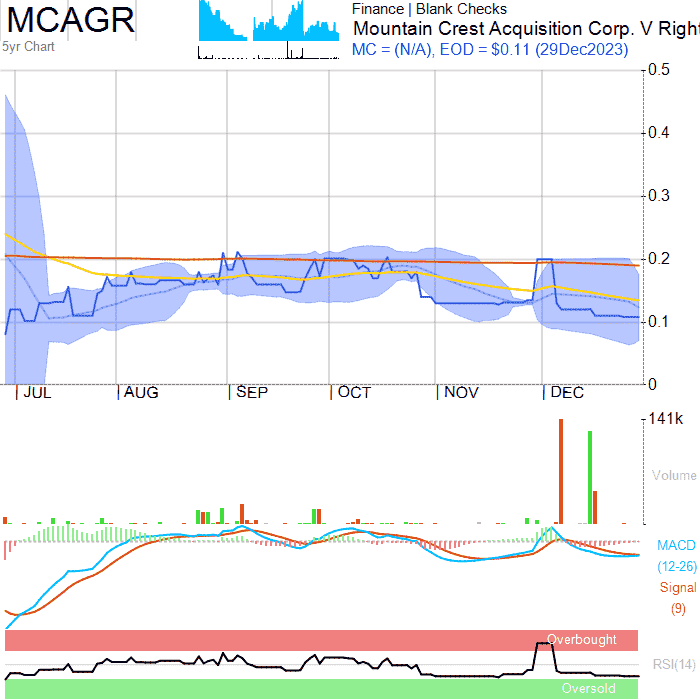 MCAGR
5yr Chart
Finance | Blank Checks
Mountain Crest Acquisition Corp. V Right
MC = (N/A), EOD = $0.11 (29Dec2023)
0.5
0.4
0.3
0.2
0.1
0
JUL AUG SEP OCT NOV DEC
141k
Volume
MACD
(12-26)
Signal
(9)
Overbought
RSI(14)
Oversold